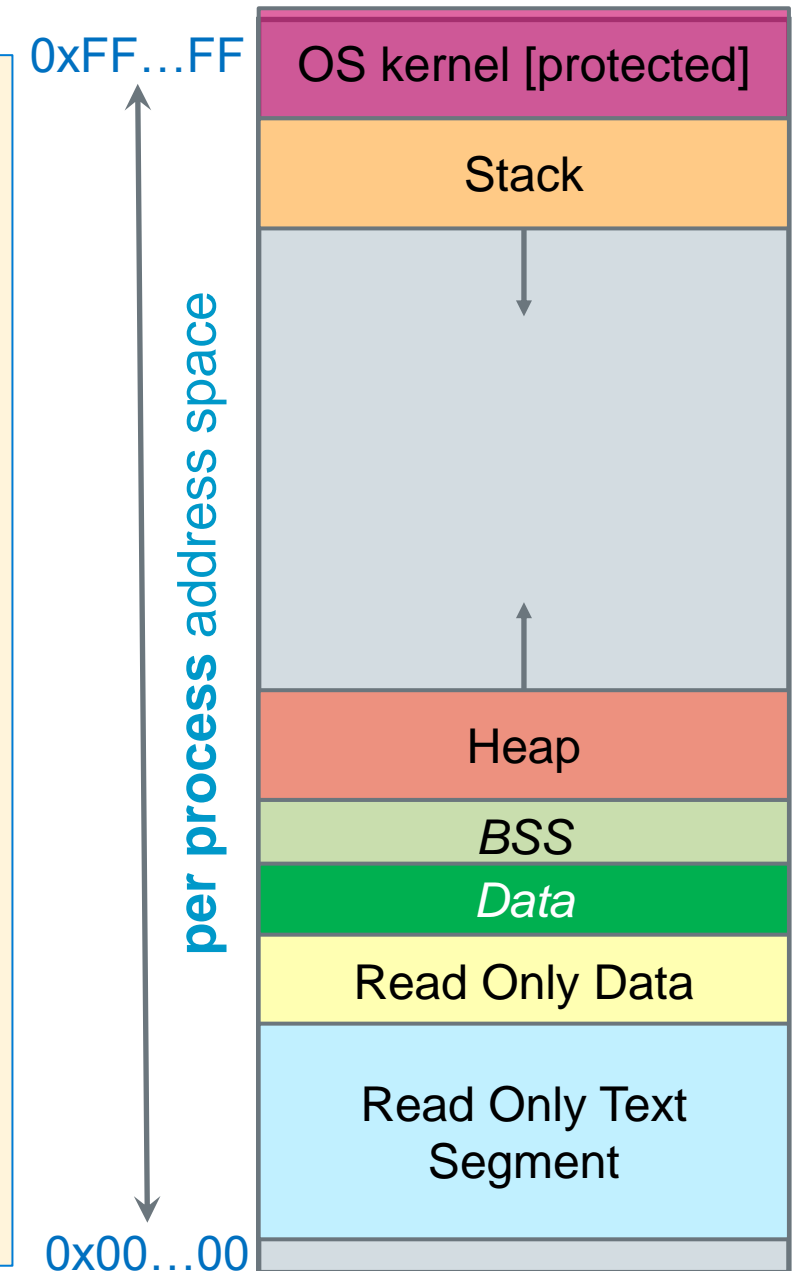 0xFF…FF
OS kernel [protected]
Stack
per process address space
Heap
BSS
Data
Read Only Data
Read Only Text
Segment
0x00…00